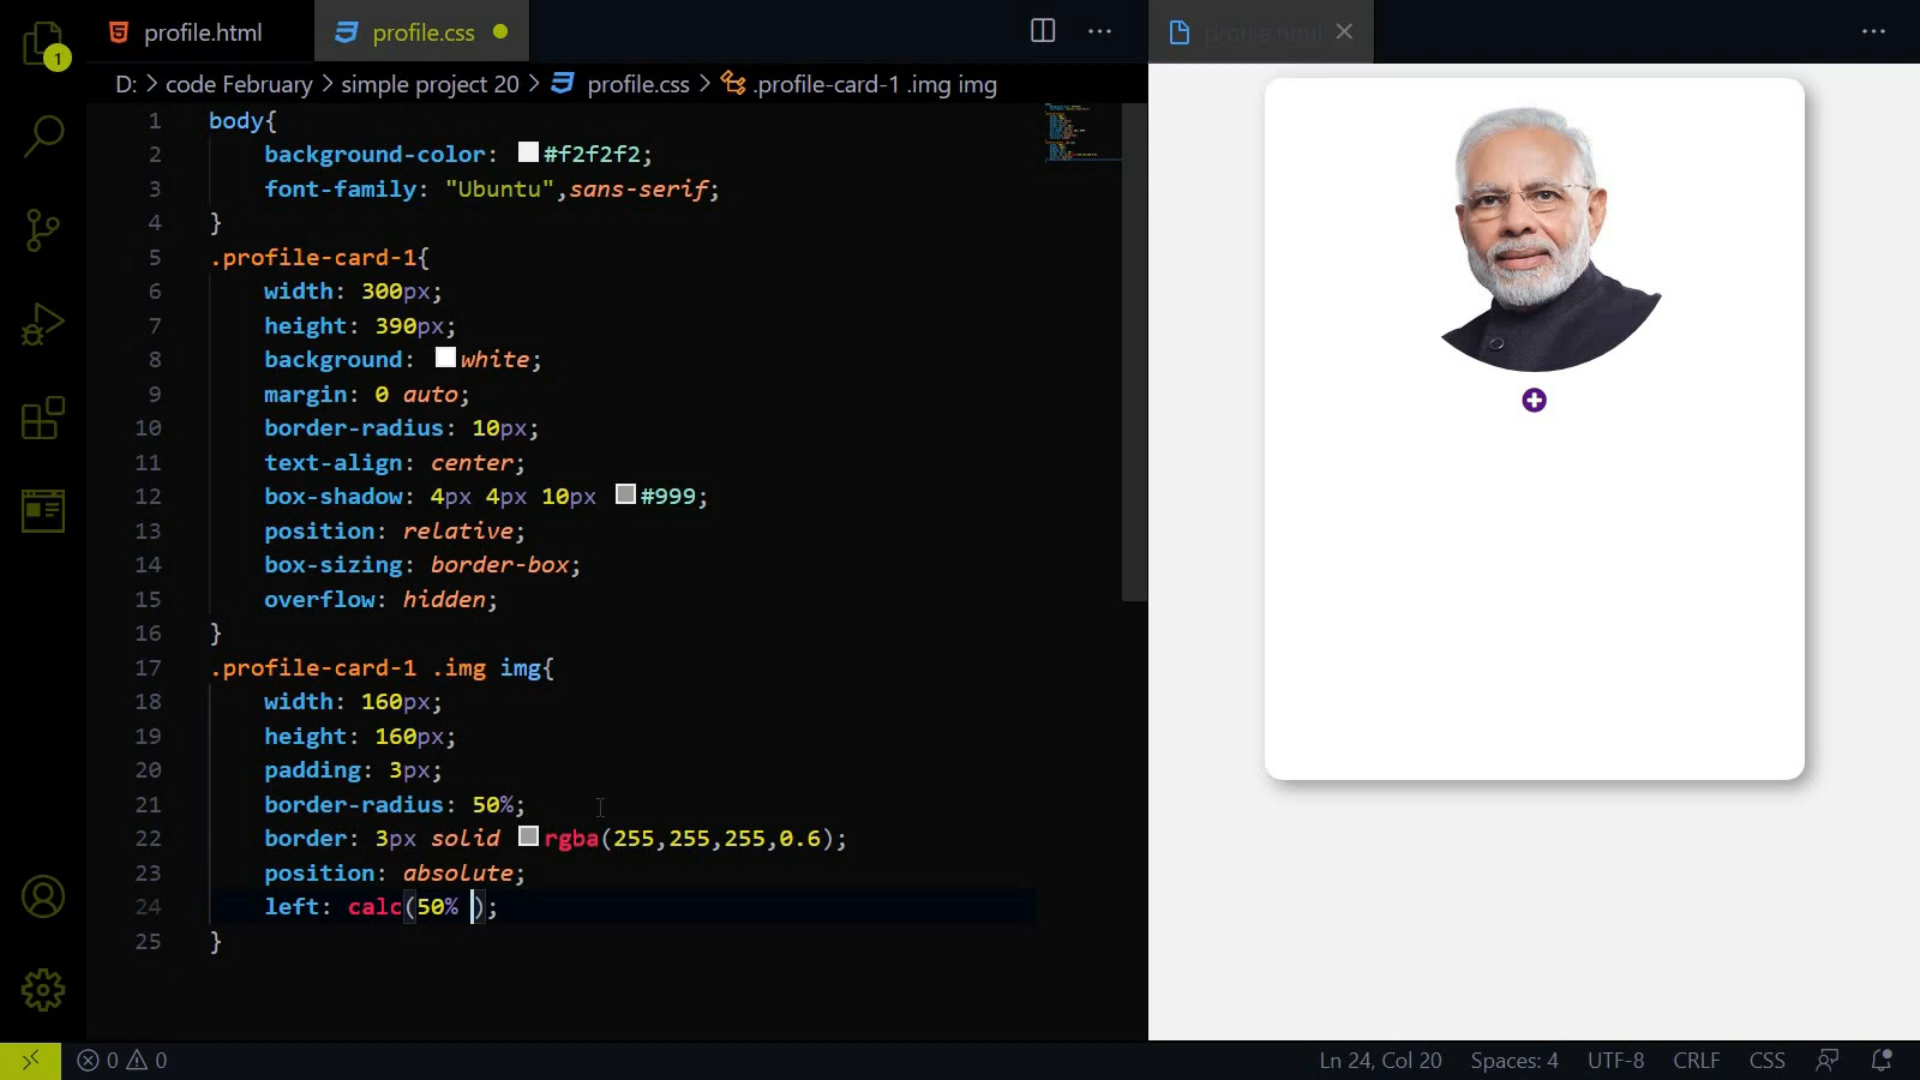 profile.html
profile.css
profile.html
1
D: > code February > simple project 20 > profile.css > .profile-card-1 .img img
1 body{
2 background-color: #f2f2f2;
3 font-family: "Ubuntu",sans-serif;
4 }
5 .profile-card-1{
6 width: 300px;
7 height: 390px;
8 background: white;
9 margin: 0 auto;
10 border-radius: 10px;
11 text-align: center;
12 box-shadow: 4px 4px 10px #999;
13 position: relative;
14 box-sizing: border-box;
15 overflow: hidden;
16 }
17 .profile-card-1 .img img{
18 width: 160px;
19 height: 160px;
20 padding: 3px;
21 border-radius: 50%;
22 border: 3px solid rgba(255,255,255,0.6);
23 position: absolute;
24 left: calc(50% );
25 }
0 0
Ln 24, Col 20
Spaces: 4
UTF-8
CRLF
CSS